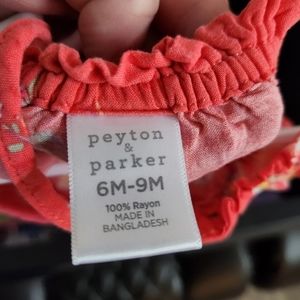 peyton
&
parker
6M-9M
100% Rayon
MADE IN
BANGLADESH